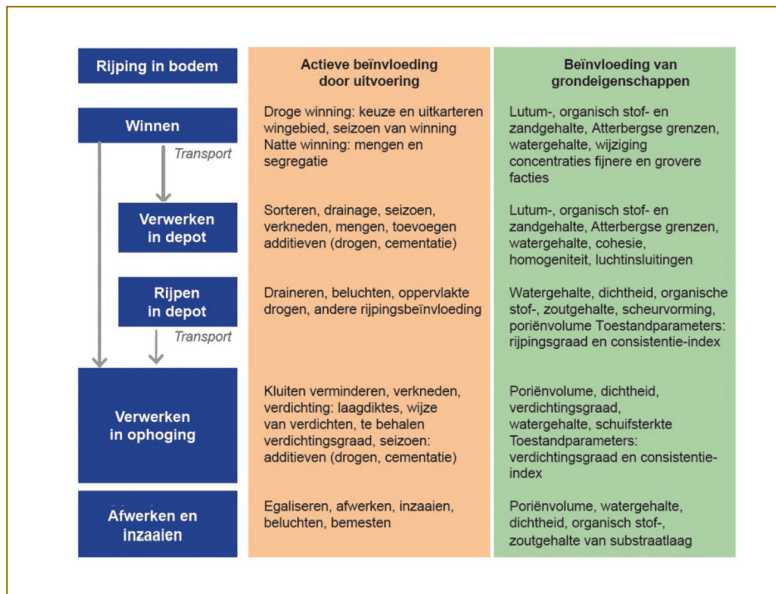 Rijping in bodem
Actieve beïnvloeding
door uitvoering
Beïnvloeding van
grondeigenschappen
Winnen
Droge winning: keuze en uitkarteren
wingebied, seizoen van winning
Natte winning: mengen en
segregatie
Lutum-, organisch stof- en
zandgehalte, Atterbergse grenzen,
watergehalte, wijziging
concentraties fijnere en grovere
facties
Transport
Verwerken
in depot
Sorteren, drainage, seizoen,
verkneden, mengen, toevoegen
additieven (drogen, cementatie)
Lutum-, organisch stof- en
zandgehalte, Atterbergse grenzen,
watergehalte, cohesie,
homogeniteit, luchtinsluitingen
Rijpen
in depot
Draineren, beluchten, oppervlakte
drogen, andere rijpingsbeïnvloeding
Watergehalte, dichtheid, organische
stof-, zoutgehalte, scheurvorming,
poriënvolume Toestandparameters:
rijpingsgraad en consistentie-index
Transport
Verwerken
in ophoging
Kluiten verminderen, verkneden,
verdichting: laagdiktes, wijze
van verdichten, te behalen
verdichtingsgraad, seizoen:
additieven (drogen, cementatie)
Poriënvolume, dichtheid,
verdichtingsgraad,
watergehalte, schuifsterkte
Toestandparameters:
verdichtingsgraad en consistentie-
index
Afwerken en
inzaaien
Egaliseren, afwerken, inzaaien,
beluchten, bemesten
Poriënvolume, watergehalte,
dichtheid, organisch stof-,
zoutgehalte van substraatlaag